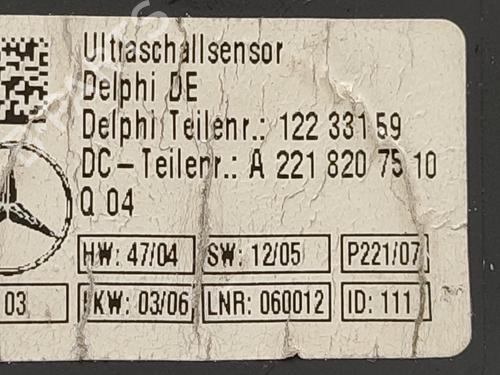 Ultraschallsensor
Delphi DE
Delphi Teilenr.: 122 331 59
DC-Teilenr.: A 221 820 75 10
Q 04
HW: 47/04 SW: 12/05 P221/07
03 KW: 03/06 LNR: 060012 ID: 111